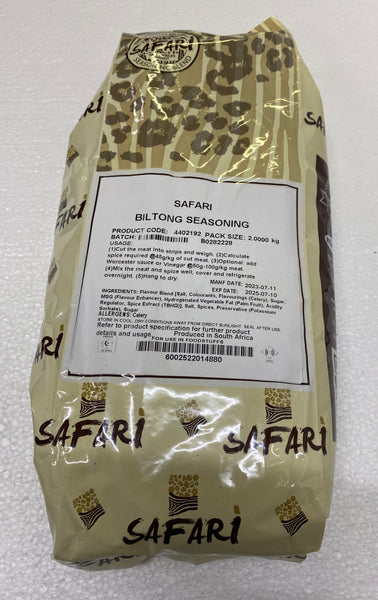 SAFARI
SEASONING BLEND
SAFARI
SAFARI
BILTONG SEASONING
PRODUCT CODE: 4402192 PACK SIZE: 2.0000 kg
BATCH: B0282228
USAGE:
(1)Cut the meat into strips and weigh. (2)Calculate
spice required @45g/kg of cut meat. (3)Optional: add
Worcester sauce or Vinegar @50g-100g/kg meat.
(4)Mix the meat and spice well, cover and refrigerate
overnight. (5)Hang to dry.
MANF DATE: 2023-07-11
EXP DATE: 2025-07-10
INGREDIENTS: Flavour Blend (Salt, Colourants, Flavourings (Celery), Sugar,
MSG (Flavour Enhancer), Hydrogenated Vegetable Fat (Palm Fruit), Acidity
Regulator, Spice Extract (TBHQ)), Salt, Spices, Preservative (Potassium
Sorbate), Sugar
ALLERGENS: Celery
STORE IN COOL, DRY CONDITIONS AWAY FROM DIRECT SUNLIGHT. SEAL AFTER USE.
Refer to product specification for further product
details and usage. Produced in South Africa
FOR USE IN FOODSTUFFS
6002522014880
SAFARI
SAFARI
SAFARI
SAFARI